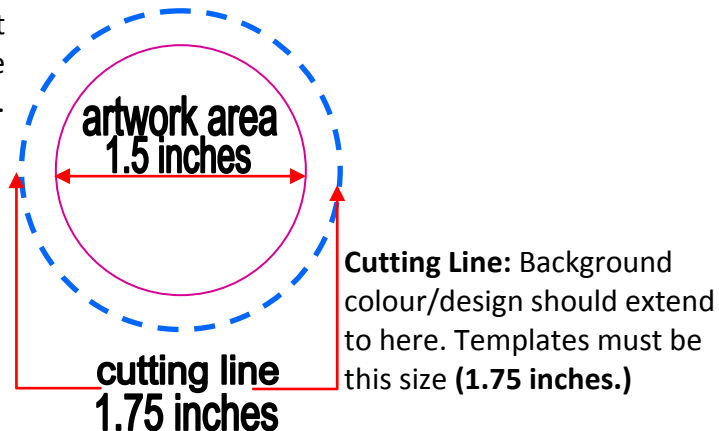 t
e
.
artwork area
1.5 inches
Cutting Line: Background
colour/design should extend
to here. Templates must be
this size (1.75 inches.)
cutting line
1.75 inches